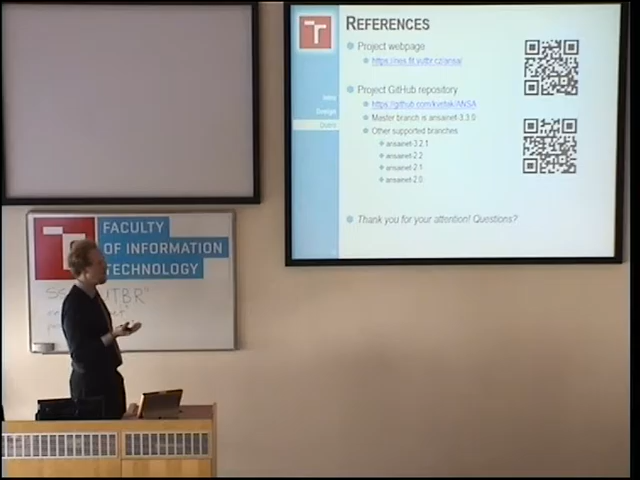 REFERENCES
Project webpage
https://nes.fit.vutbr.cz/ansa/
Project GitHub repository
https://github.com/kvetak/ANSA
Master branch is ansainet-3.3.0
Other supported branches
ansainet-3.2.1
ansainet-2.2
ansainet-2.1
ansainet-2.0
Thank you for your attention! Questions?
Intro
Design
Outro
FACULTY
OF INFORMATION
TECHNOLOGY